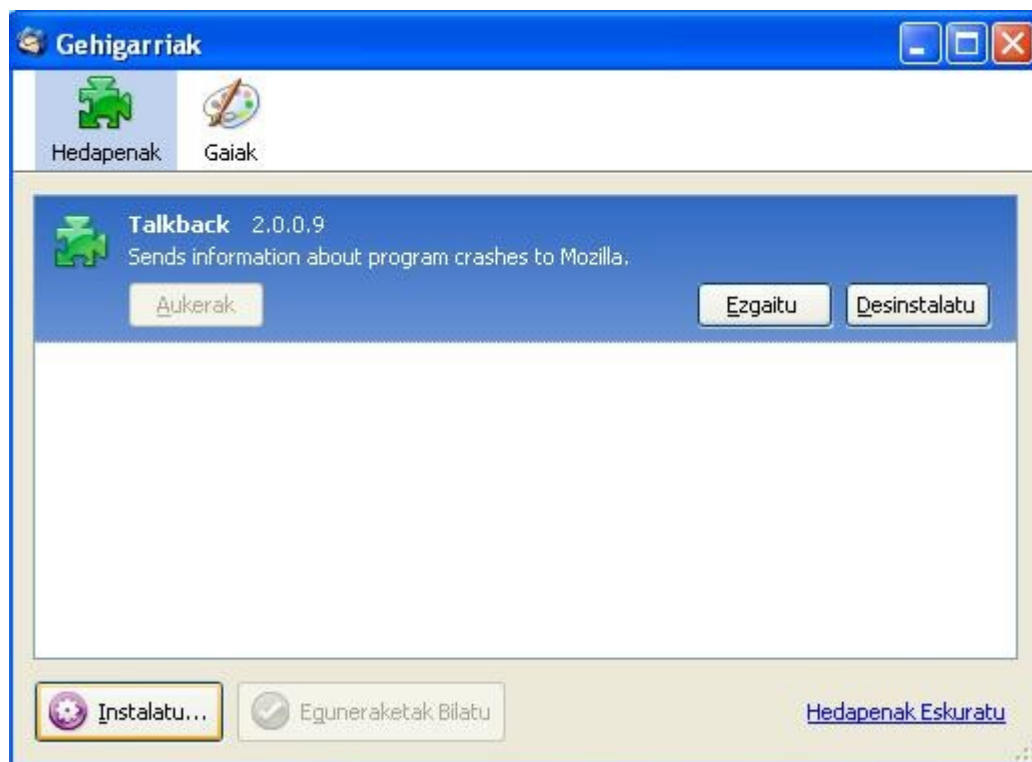 Gehigarriak
Hedapenak Gaiak
Talkback 2.0.0.9
Sends information about program crashes to Mozilla.
Aukerak Ezgaitu Desinstalatu
Instalatu... Eguneraketak Bilatu Hedapenak Eskuratu